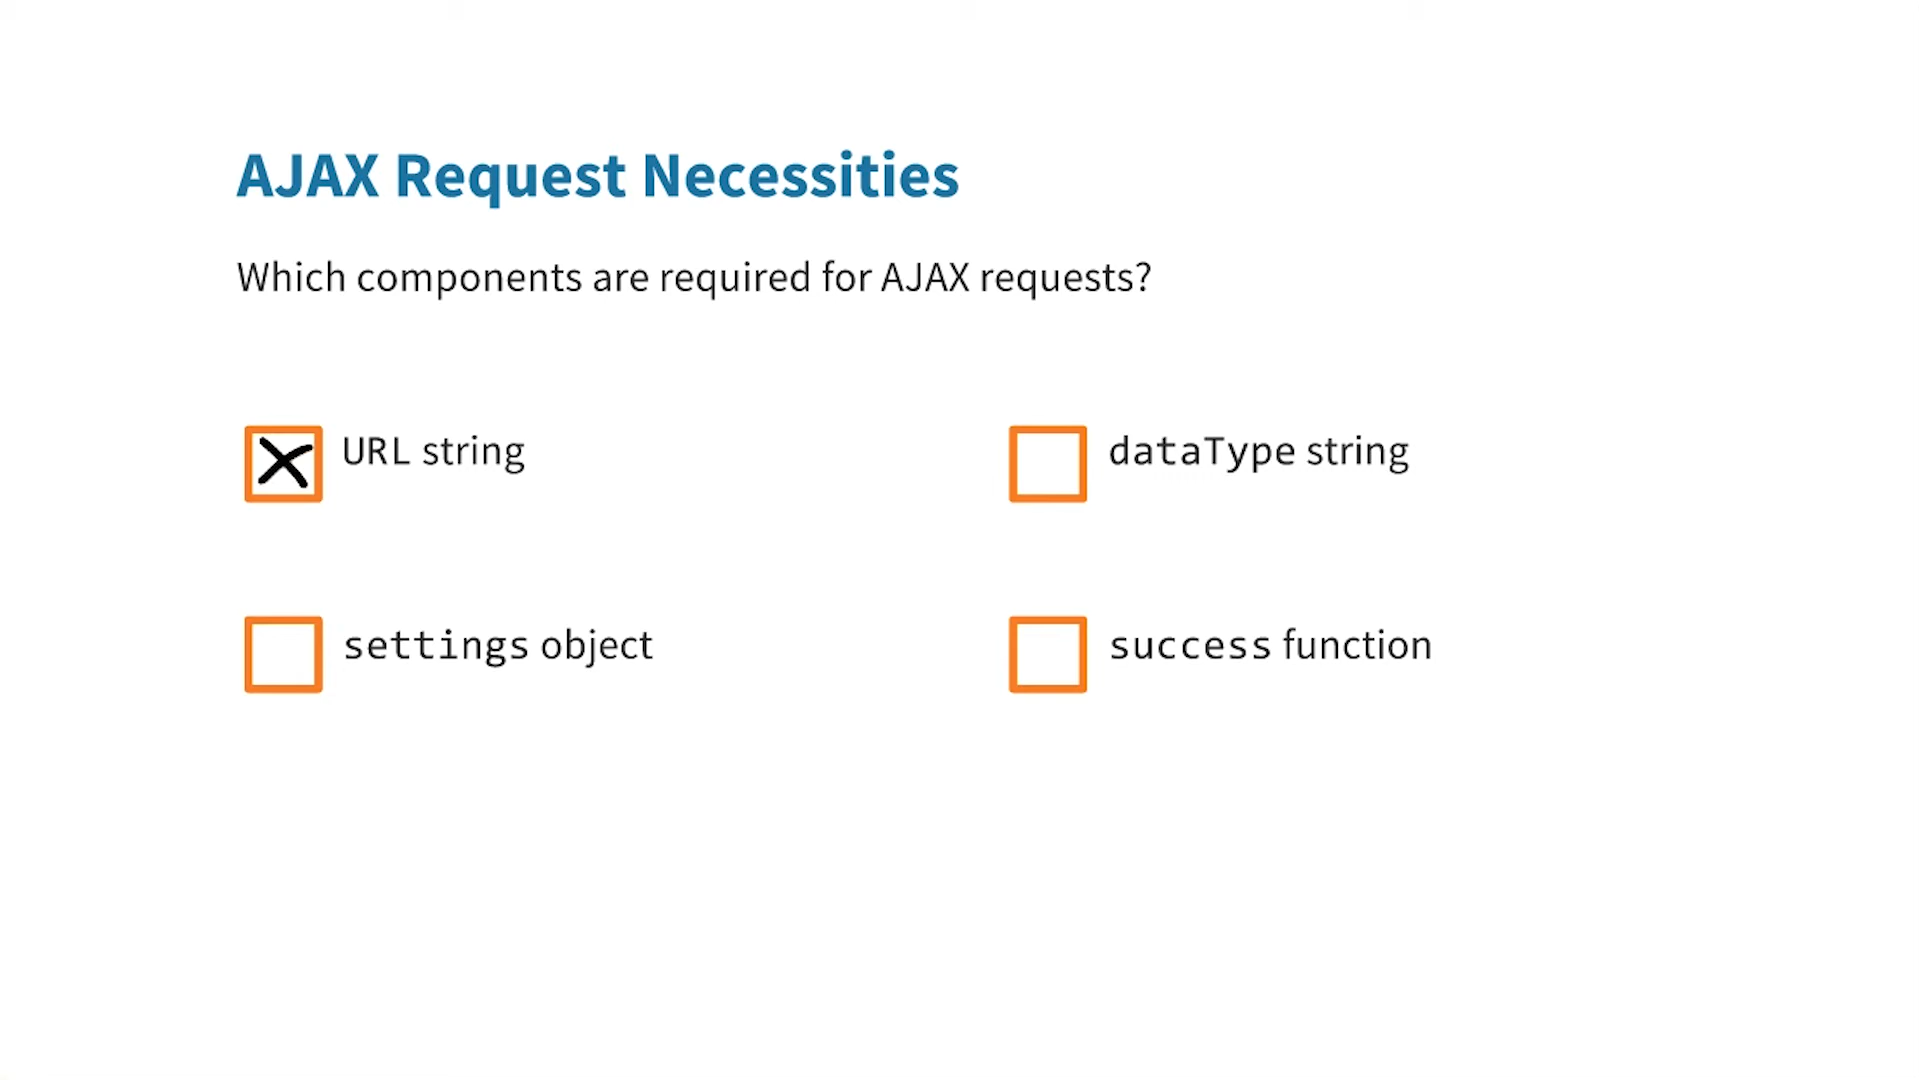 AJAX Request Necessities
Which components are required for AJAX requests?
URL string
dataType string
settings object
success function